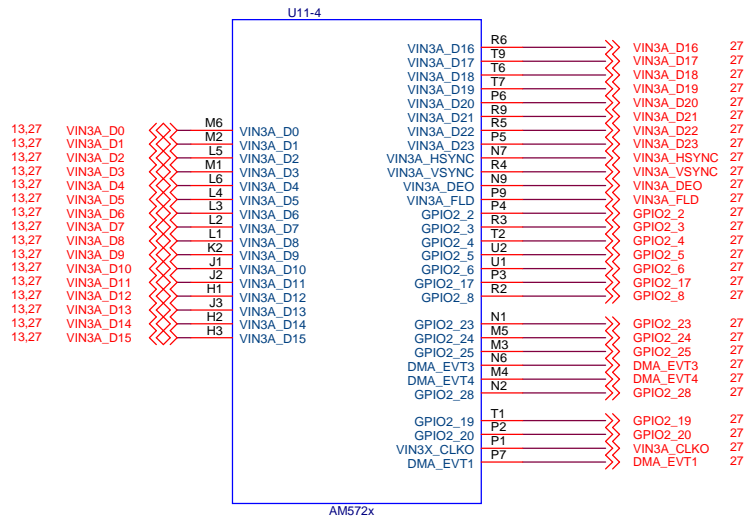 U11-4
R6 VIN3A_D16 VIN3A_D16 27
T9 VIN3A_D17 VIN3A_D17 27
T6 VIN3A_D18 VIN3A_D18 27
T7 VIN3A_D19 VIN3A_D19 27
P6 VIN3A_D20 VIN3A_D20 27
R9 VIN3A_D21 VIN3A_D21 27
13,27 VIN3A_D0 M6 VIN3A_D0 VIN3A_D22 R5 VIN3A_D22 27
13,27 VIN3A_D1 M2 VIN3A_D1 VIN3A_D23 P5 VIN3A_D23 27
13,27 VIN3A_D2 L5 VIN3A_D2 VIN3A_HSYNC N7 VIN3A_HSYNC 27
13,27 VIN3A_D3 M1 VIN3A_D3 VIN3A_VSYNC R4 VIN3A_VSYNC 27
13,27 VIN3A_D4 L6 VIN3A_D4 VIN3A_DEO N9 VIN3A_DEO 27
13,27 VIN3A_D5 L4 VIN3A_D5 VIN3A_FLD P9 VIN3A_FLD 27
13,27 VIN3A_D6 L3 VIN3A_D6 GPIO2_2 P4 GPIO2_2 27
13,27 VIN3A_D7 L2 VIN3A_D7 GPIO2_3 R3 GPIO2_3 27
13,27 VIN3A_D8 L1 VIN3A_D8 GPIO2_4 T2 GPIO2_4 27
13,27 VIN3A_D9 K2 VIN3A_D9 GPIO2_5 U2 GPIO2_5 27
13,27 VIN3A_D10 J1 VIN3A_D10 GPIO2_6 U1 GPIO2_6 27
13,27 VIN3A_D11 J2 VIN3A_D11 GPIO2_17 P3 GPIO2_17 27
13,27 VIN3A_D12 H1 VIN3A_D12 GPIO2_8 R2 GPIO2_8 27
13,27 VIN3A_D13 J3 VIN3A_D13
13,27 VIN3A_D14 H2 VIN3A_D14 GPIO2_23 N1 GPIO2_23 27
13,27 VIN3A_D15 H3 VIN3A_D15 GPIO2_24 M5 GPIO2_24 27
GPIO2_25 M3 GPIO2_25 27
DMA_EVT3 N6 DMA_EVT3 27
DMA_EVT4 M4 DMA_EVT4 27
GPIO2_28 N2 GPIO2_28 27
GPIO2_19 T1 GPIO2_19 27
GPIO2_20 P2 GPIO2_20 27
VIN3X_CLKO P1 VIN3A_CLKO 27
DMA_EVT1 P7 DMA_EVT1 27
AM572x